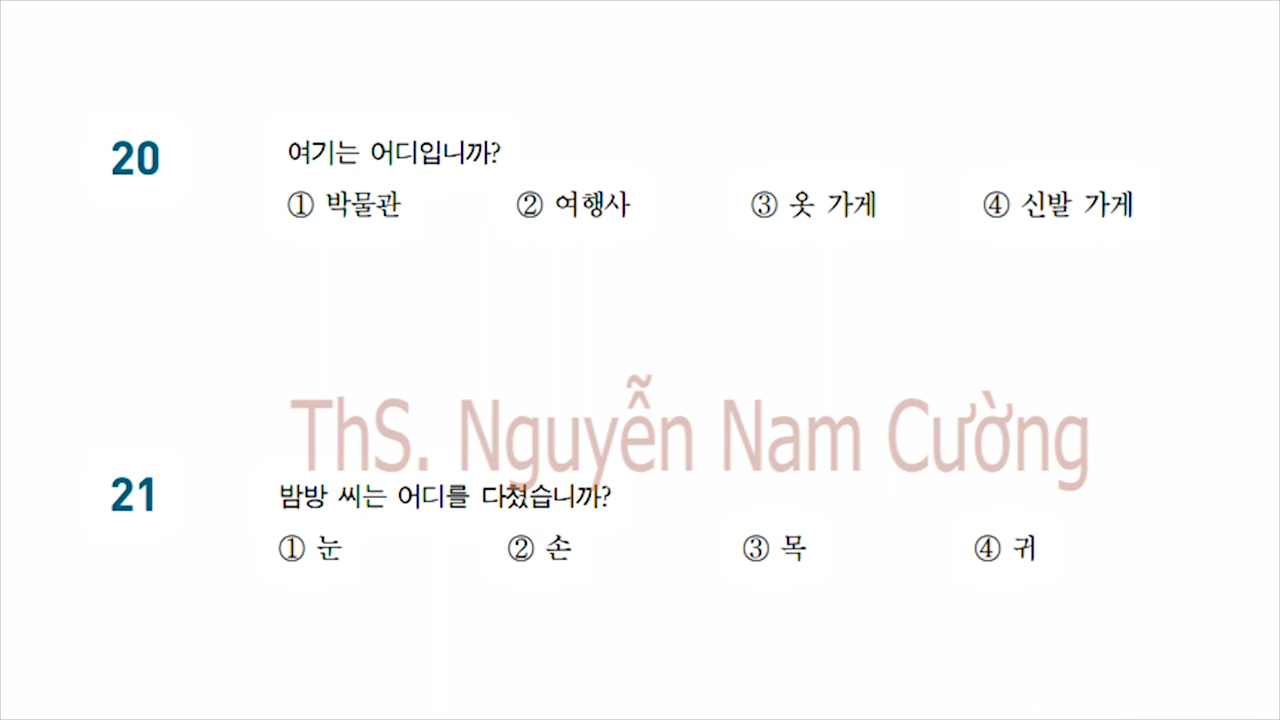 20 여기는 어디입니까?
① 박물관 ② 여행사 ③ 옷 가게 ④ 신발 가게
ThS. Nguyễn Nam Cường
21 밤방 씨는 어디를 다쳤습니까?
① 눈 ② 손 ③ 목 ④ 귀